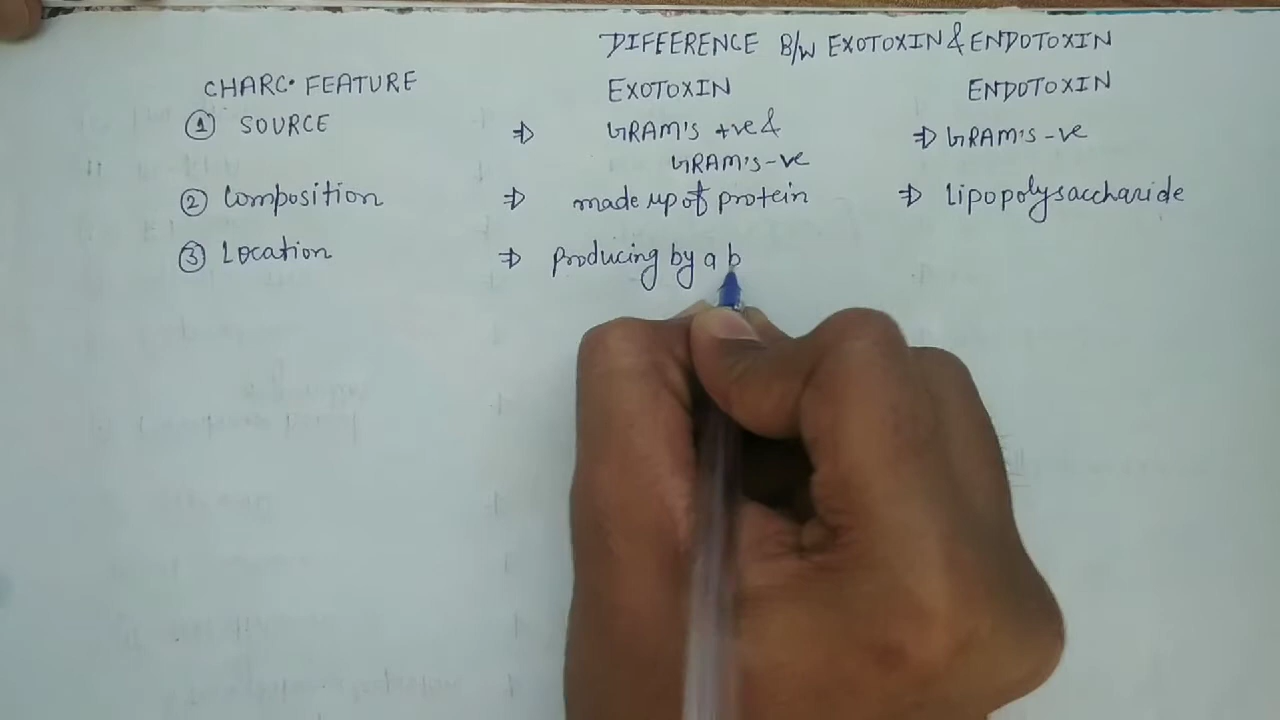 DIFFERENCE B/W EXOTOXIN & ENDOTOXIN
CHARC. FEATURE EXOTOXIN ENDOTOXIN
① SOURCE ⇒ GRAM'S +ve & ⇒ GRAM'S -ve
GRAM'S -ve
② Composition ⇒ made up of protein ⇒ Lipopolysaccharide
③ Location ⇒ producing by a b